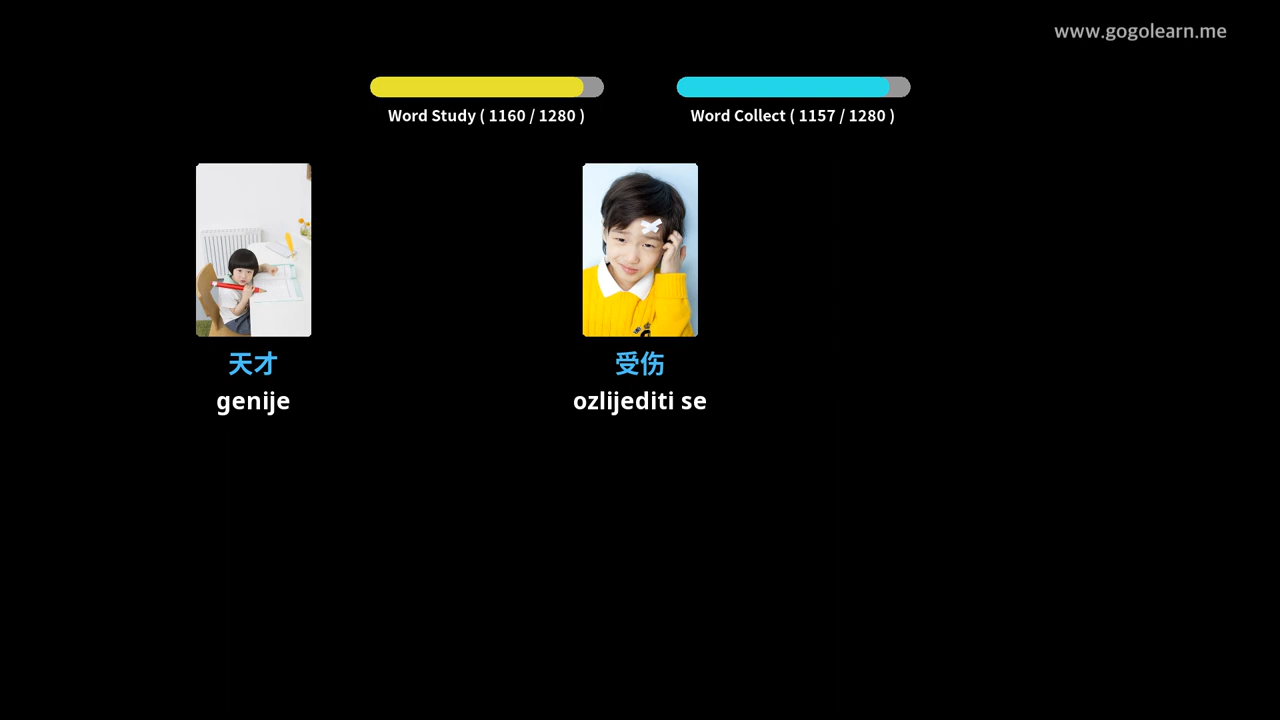 www.gogolearn.me
Word Study ( 1160 / 1280 )
Word Collect ( 1157 / 1280 )
天才
受伤
genije
ozlijediti se